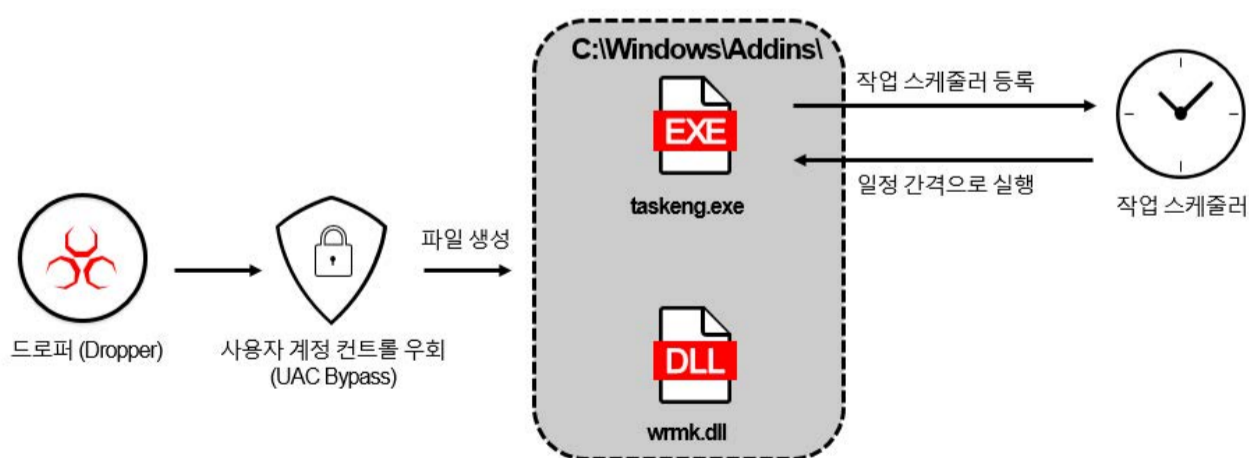 C:\Windows\Addins\
EXE
taskeng.exe
작업 스케줄러 등록
일정 간격으로 실행
작업 스케줄러
드로퍼 (Dropper)
사용자 계정 컨트롤 우회
(UAC Bypass)
파일 생성
DLL
wrmk.dll